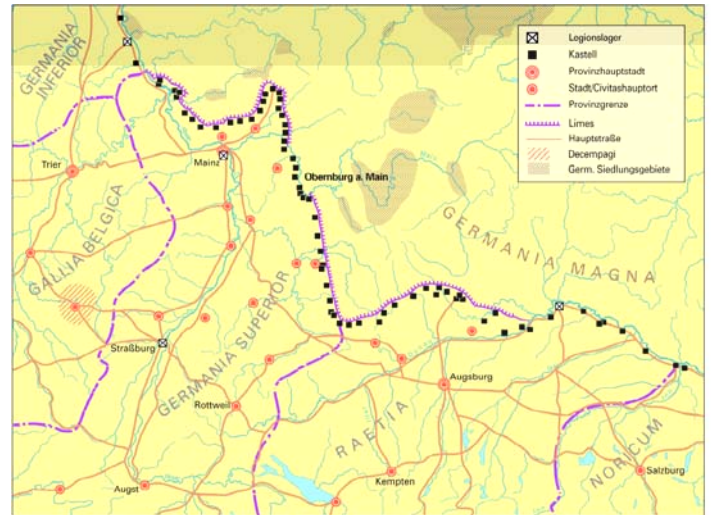 Legionslager
Kastell
Provinzhauptstadt
Stadt/Civitashauptort
Provinzgrenze
Limes
Hauptstraße
Decempagi
Germ. Siedlungsgebiete
GERMANIA
INFERIOR
Trier
Mainz
Obernburg a. Main
GERMANIA MAGNA
GALLIA BELGICA
GERMANIA SUPERIOR
Straßburg
Augsburg
Rottweil
RAETIA
NORICUM
Augst
Kempten
Salzburg